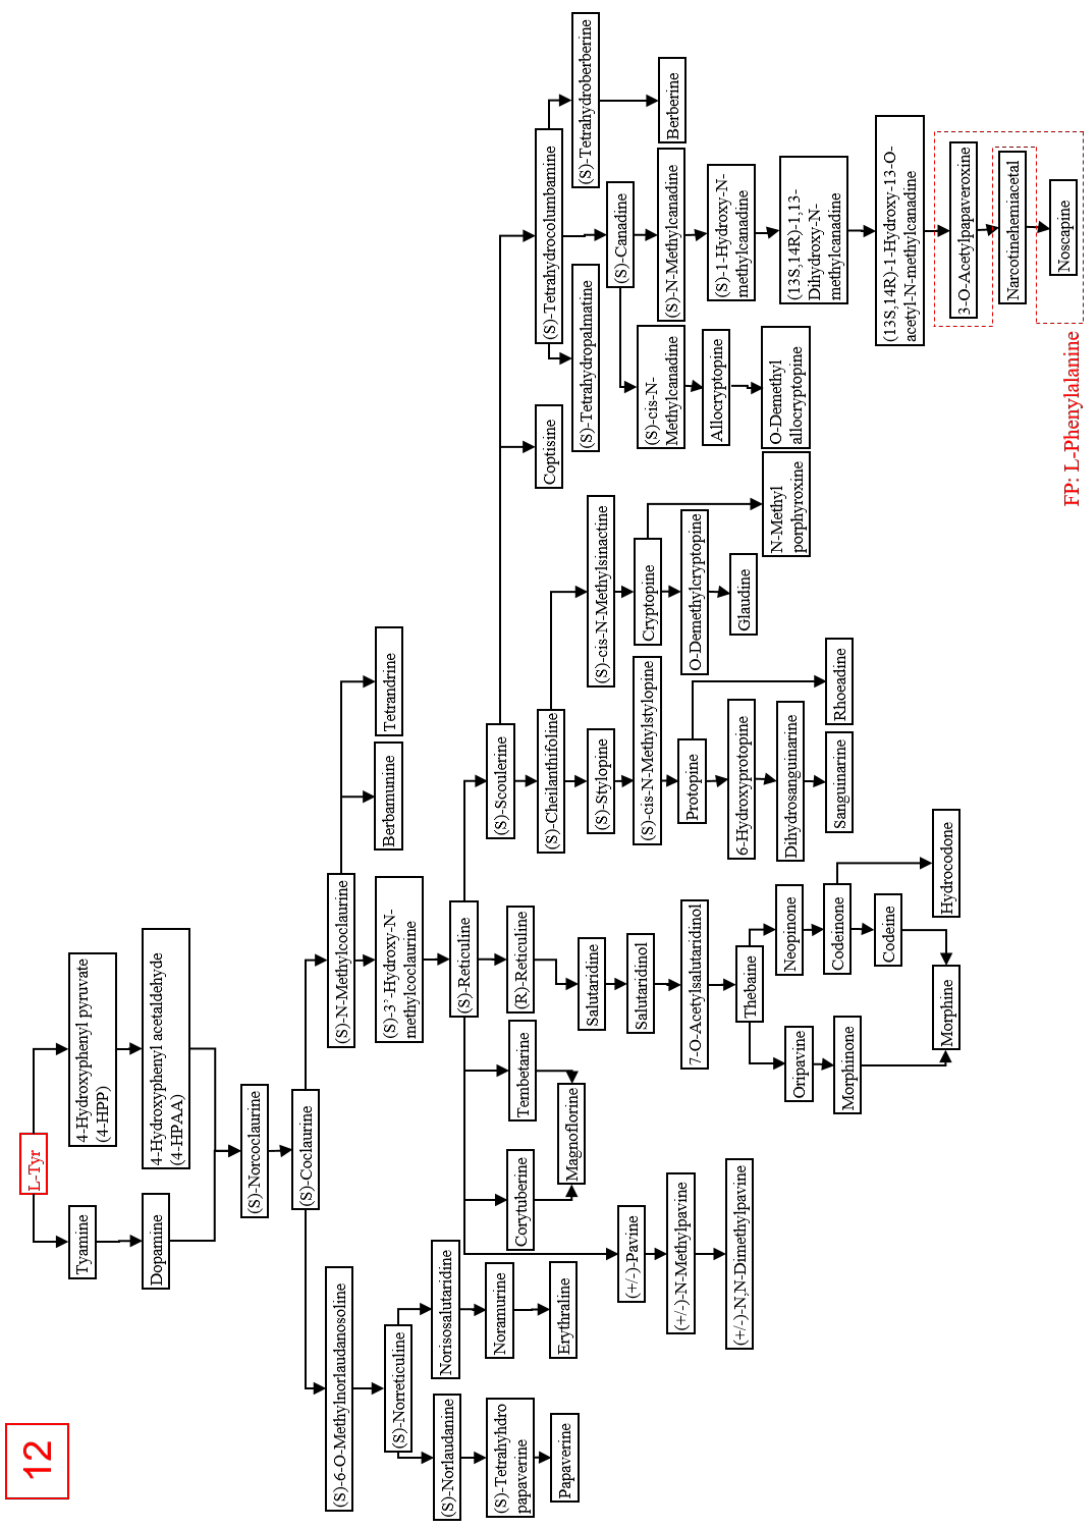 12
L-Tyr
Tyamine
4-Hydroxyphenyl pyruvate
(4-HPP)
Dopamine
4-Hydroxyphenyl acetaldehyde
(4-HPAA)
(S)-Norcoclaurine
(S)-Coclaurine
(S)-6-O-Methylnorlaudanosoline
(S)-N-Methylcoclaurine
(S)-Norreticuline
(S)-3’-Hydroxy-N-
methylcoclaurine
Berbamunine
Tetrandrine
(S)-Norlaudanine
Norisosalutaridine
(S)-Reticuline
(S)-Tetrahyhdro
papaverine
Noramurine
Corytuberine
Tembetarine
(R)-Reticuline
(S)-Scoulerine
Papaverine
Erythraline
Magnoflorine
Salutaridine
(S)-Cheilanthifoline
Coptisine
(S)-Tetrahydrocolumbamine
(+/-)-Pavine
Salutaridinol
(S)-Stylopine
(S)-cis-N-Methylsinactine
(S)-Tetrahydropalmatine
(S)-Tetrahydroberberine
(+/-)-N-Methylpavine
7-O-Acetylsalutaridinol
(S)-cis-N-Methylstylopine
Cryptopine
(S)-cis-N-
Methylcanadine
(S)-Canadine
Berberine
(+/-)-N,N-Dimethylpavine
Thebaine
Protopine
O-Demethylcryptopine
Allocryptopine
(S)-N-Methylcanadine
Oripavine
Neopinone
6-Hydroxyprotopine
Glaudine
N-Methyl
porphyroxine
O-Demethyl
allocryptopine
(S)-1-Hydroxy-N-
methylcanadine
Morphinone
Codeinone
Dihydrosanguinarine
(13S,14R)-1,13-
Dihydroxy-N-
methylcanadine
Codeine
Sanguinarine
Rhoeadine
(13S,14R)-1-Hydroxy-13-O-
acetyl-N-methylcanadine
Morphine
Hydrocodone
3-O-Acetylpapaveroxine
Narcotinehemiacetal
Noscapine
FP: L-Phenylalanine